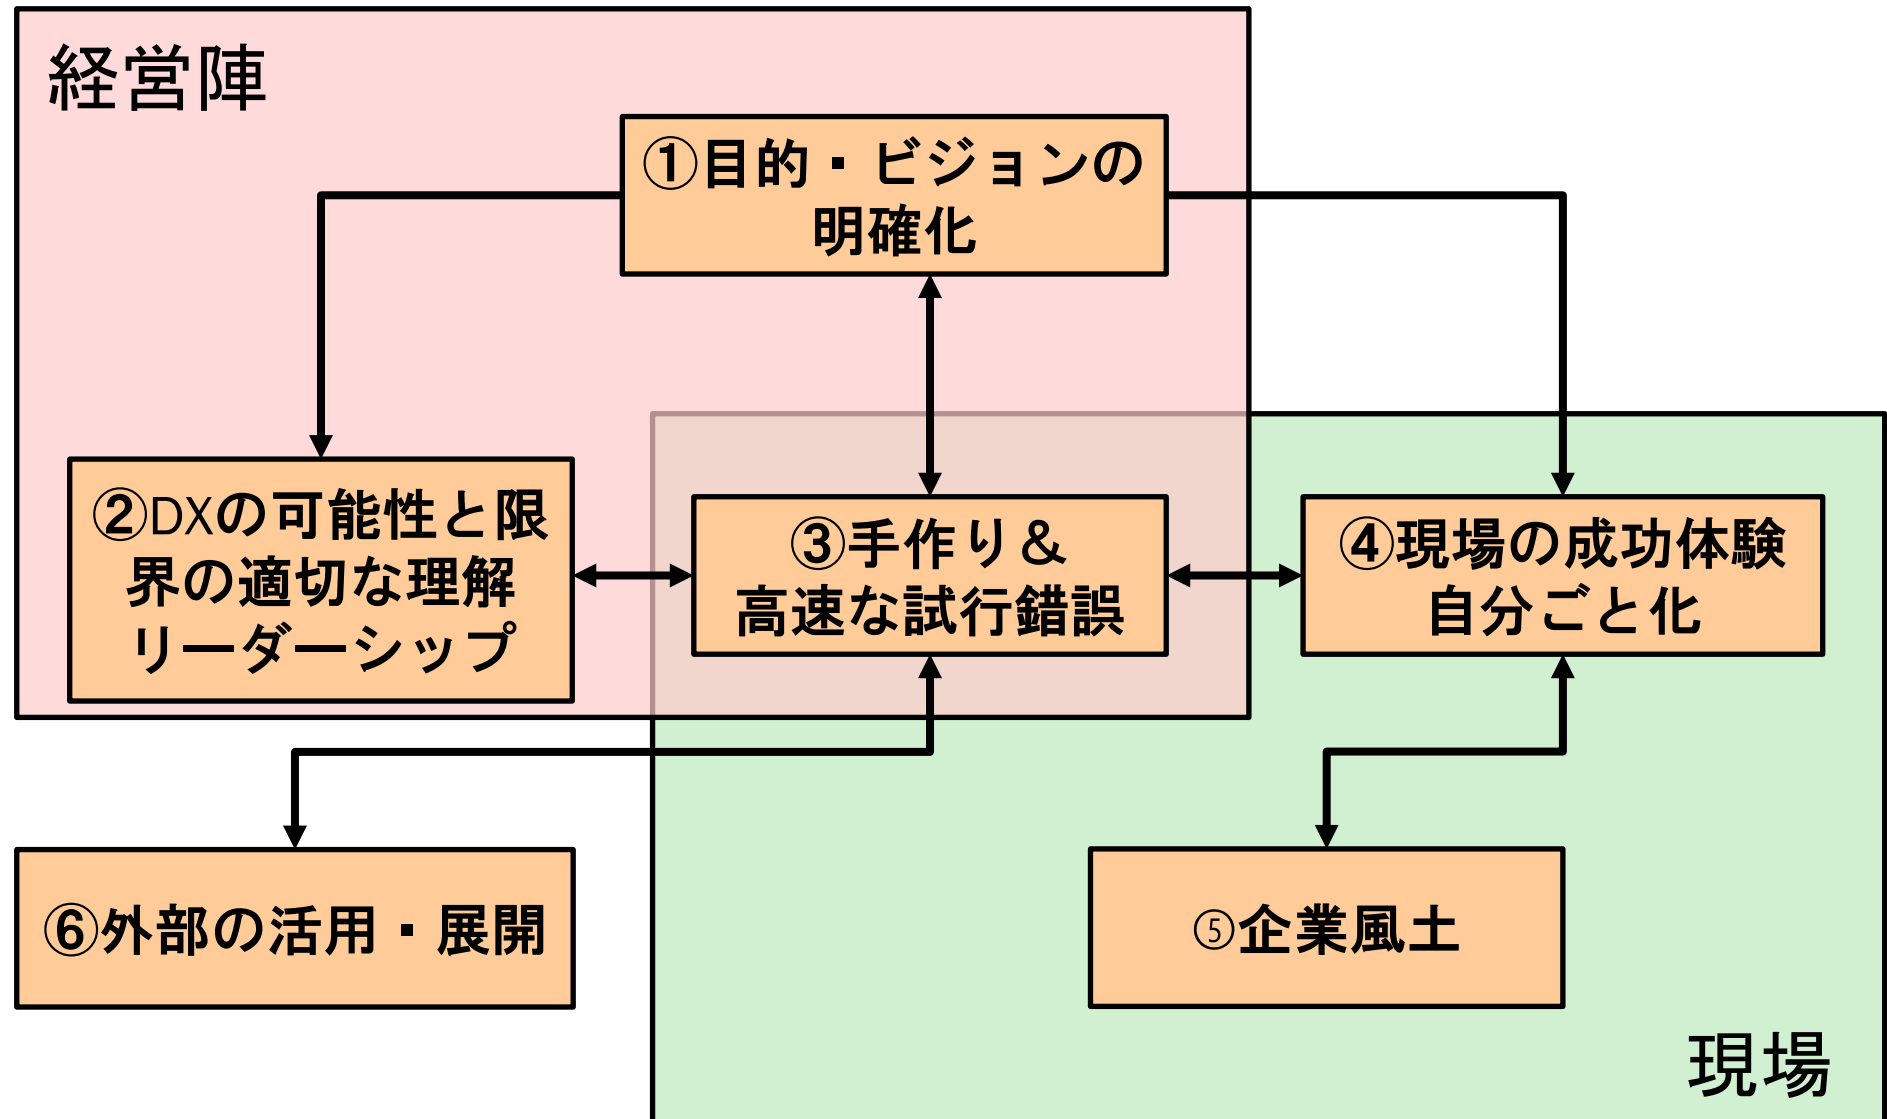 経営陣
①目的・ビジョンの
明確化
②DXの可能性と限
界の適切な理解
リーダーシップ
③手作り＆
高速な試行錯誤
④現場の成功体験
自分ごと化
⑥外部の活用・展開
⑤企業風土
現場